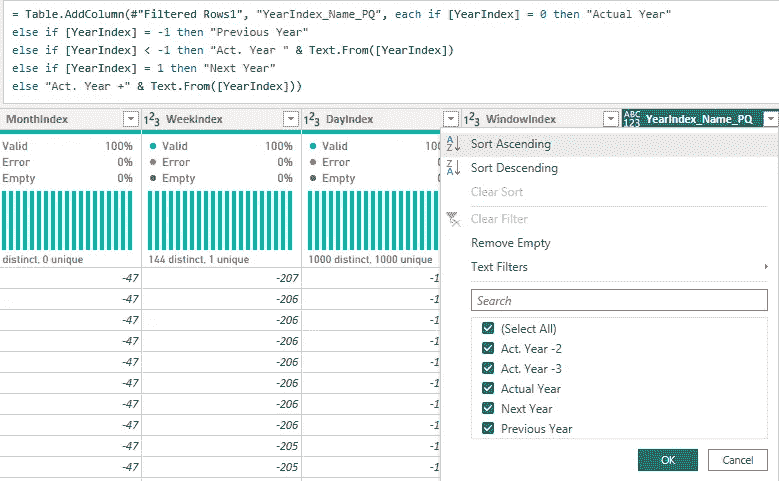 = Table.AddColumn(#"Filtered Rows1", "YearIndex_Name_PQ", each if [YearIndex] = 0 then "Actual Year"
else if [YearIndex] = -1 then "Previous Year"
else if [YearIndex] < -1 then "Act. Year " & Text.From([YearIndex])
else if [YearIndex] = 1 then "Next Year"
else "Act. Year +" & Text.From([YearIndex]))
MonthIndex 123 WeekIndex 123 DayIndex 123 WindowIndex ABC 123 YearIndex_Name_PQ
Valid 100% Valid 100% Valid 100
Error 0% Error 0% Error
Empty 0% Empty 0% Empty
distinct, 0 unique 144 distinct, 1 unique 1000 distinct, 1000 unique
-47 -207 -1
-47 -206 -1
-47 -206 -1
-47 -206 -1
-47 -206 -1
-47 -206 -1
-47 -206 -1
-47 -206 -1
-47 -205 -1
-47 -205 -1
A Z Sort Ascending
Z A Sort Descending
Clear Sort
Clear Filter
Remove Empty
Text Filters
Search
(Select All)
Act. Year -2
Act. Year -3
Actual Year
Next Year
Previous Year
OK Cancel